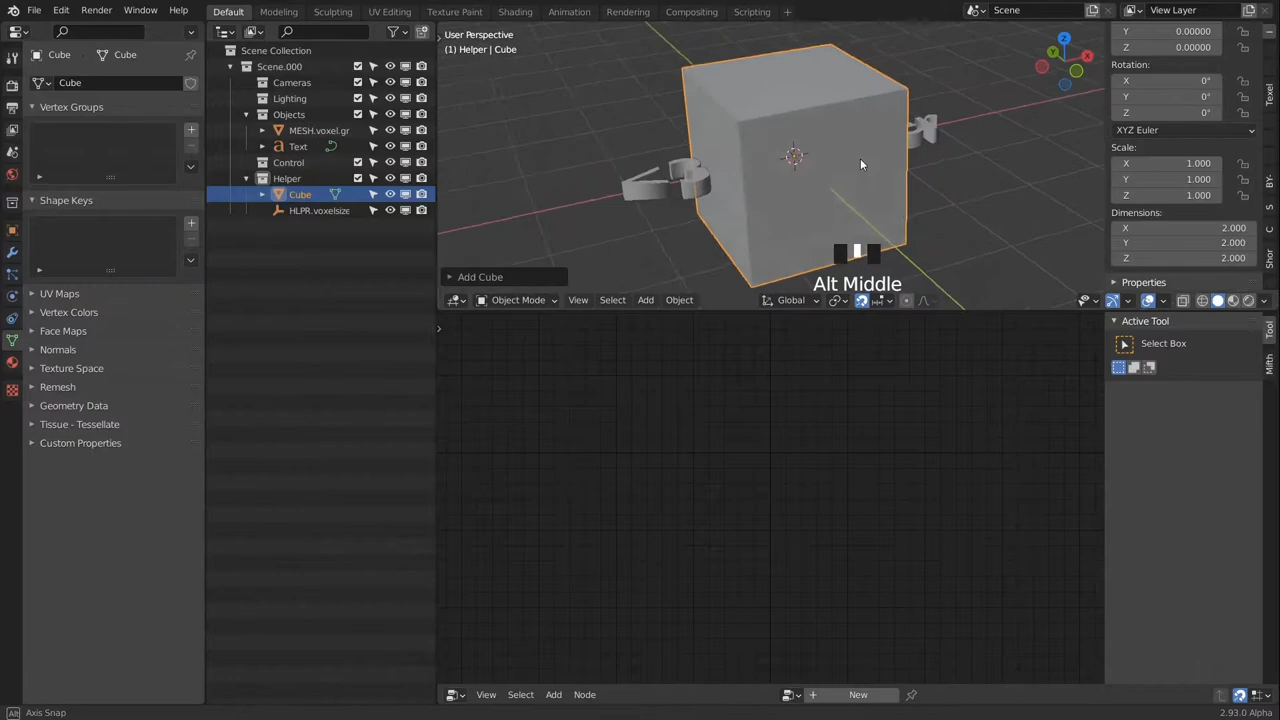 File Edit Render Window Help Default Modeling Sculpting UV Editing Texture Paint Shading Animation Rendering Compositing Scripting + Scene View Layer
Cube Cube
Cube
Vertex Groups
Shape Keys
UV Maps
Vertex Colors
Face Maps
Normals
Texture Space
Remesh
Geometry Data
Tissue - Tessellate
Custom Properties
Scene Collection
Scene.000
Cameras
Lighting
Objects
MESH.voxel.gr
Text
Control
Helper
Cube
HLPR.voxelsize
User Perspective
(1) Helper | Cube
Z
Y
X
Add Cube
Alt Middle
Object Mode View Select Add Object Global
Y 0.00000
Z 0.00000
Rotation:
X 0°
Y 0°
Z 0°
XYZ Euler
Scale:
X 1.000
Y 1.000
Z 1.000
Dimensions:
X 2.000
Y 2.000
Z 2.000
Properties
Texel
BY-
C S
Shor
Active Tool
Select Box
Tool
Mifth
View Select Add Node + New
Alt Axis Snap
2.93.0 Alpha